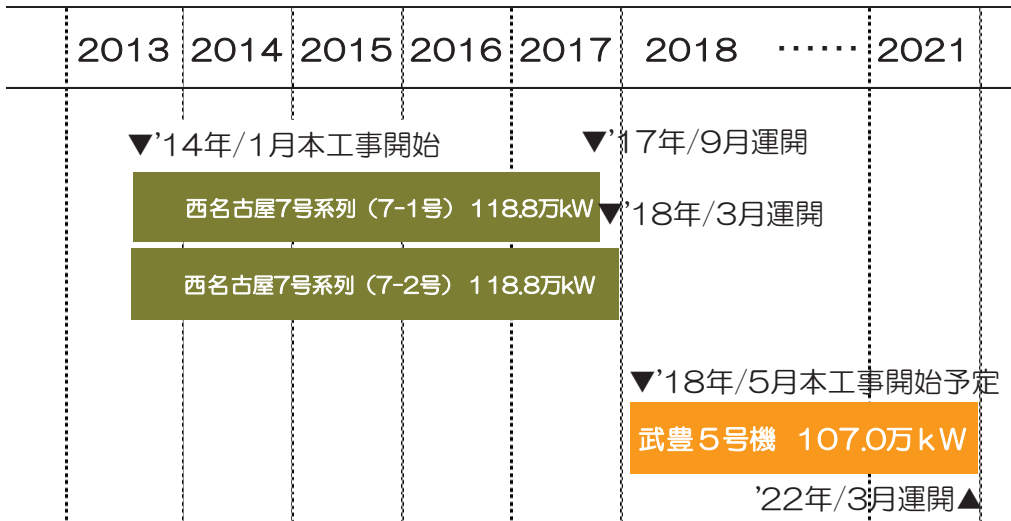 2013 2014 2015 2016 2017 2018 ‥‥‥ 2021
▼’14年/1月本工事開始
▼’17年/9月運開
西名古屋7号系列（7-1号） 118.8万kW
▼’18年/3月運開
西名古屋7号系列（7-2号） 118.8万kW
▼’18年/5月本工事開始予定
武豊５号機 107.0万ｋW
’22年/3月運開▲